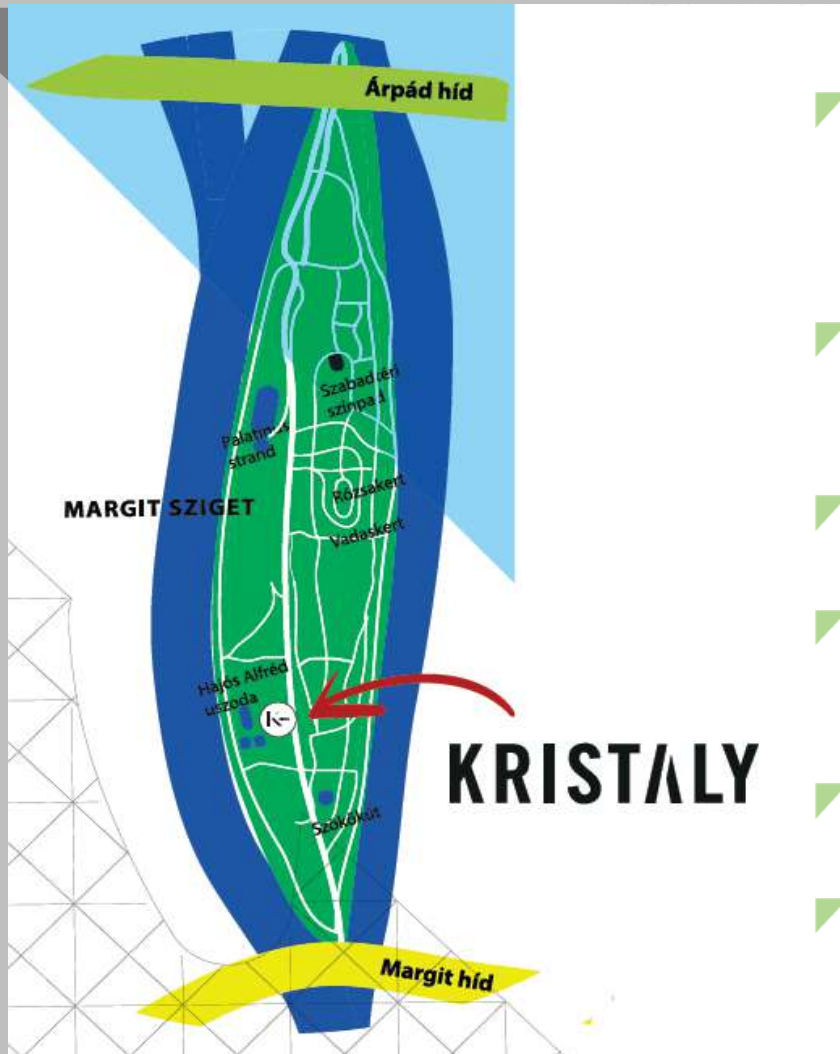 Árpád híd
Szabadtéri
színpad
Palatinus
strand
Rózsakert
MARGIT SZIGET
Vadaskert
Hajós Alfréd
uszoda
K
KRISTALY
Szökőkút
Margit híd